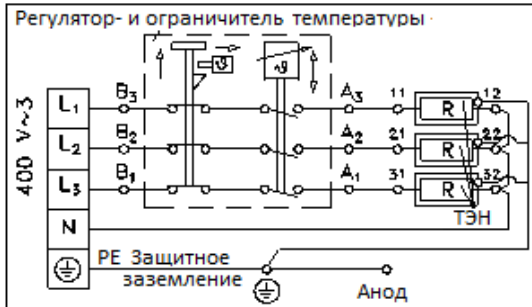 Регулятор- и ограничитель температуры
400 V~3
L1 B3 A3 11 R 12
L2 B2 A2 21 R 22
L3 B1 A1 31 R 32
N
ТЭН
PE Защитное
заземление
Анод
ϑ
ϑ